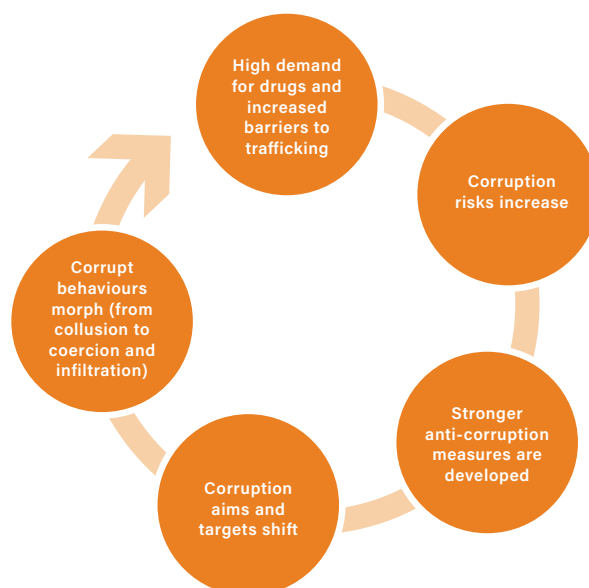 High demand
for drugs and
increased
barriers to
trafficking
Corruption
risks increase
Stronger
anti-corruption
measures are
developed
Corruption
aims and
targets shift
Corrupt
behaviours
morph (from
collusion to
coercion and
infiltration)